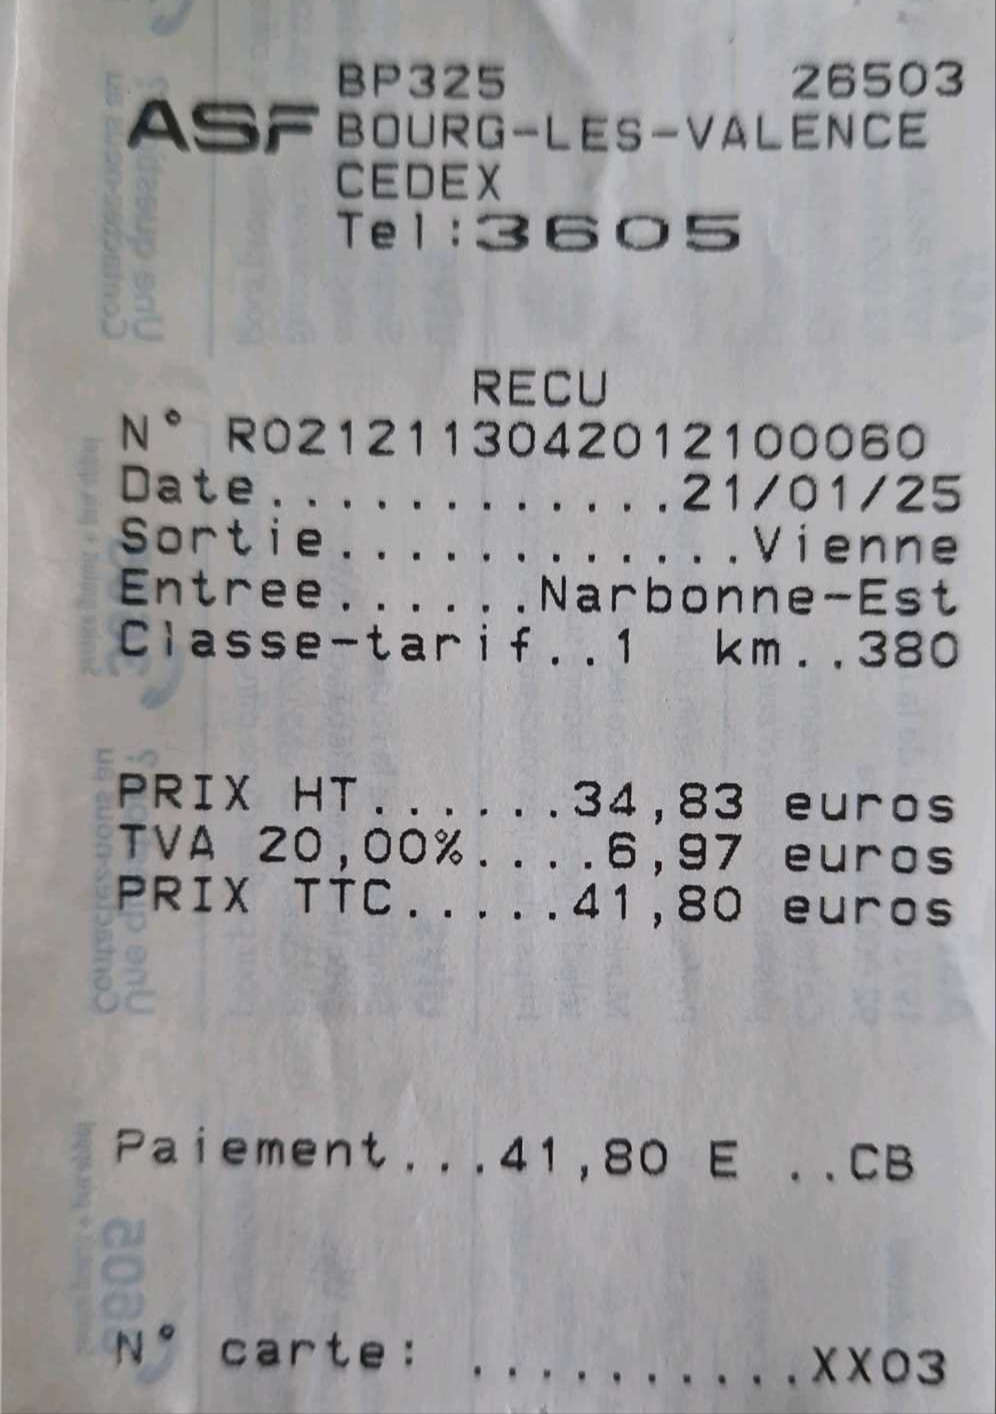 ASF BP325 26503
BOURG-LES-VALENCE
CEDEX
Tel:3605
RECU
N° R0212113042012100060
Date............21/01/25
Sortie............Vienne
Entree......Narbonne-Est
Classe-tarif..1 km..380
PRIX HT......34,83 euros
TVA 20,00%....6,97 euros
PRIX TTC.....41,80 euros
Paiement...41,80 E ..CB
N° carte: ..........XX03